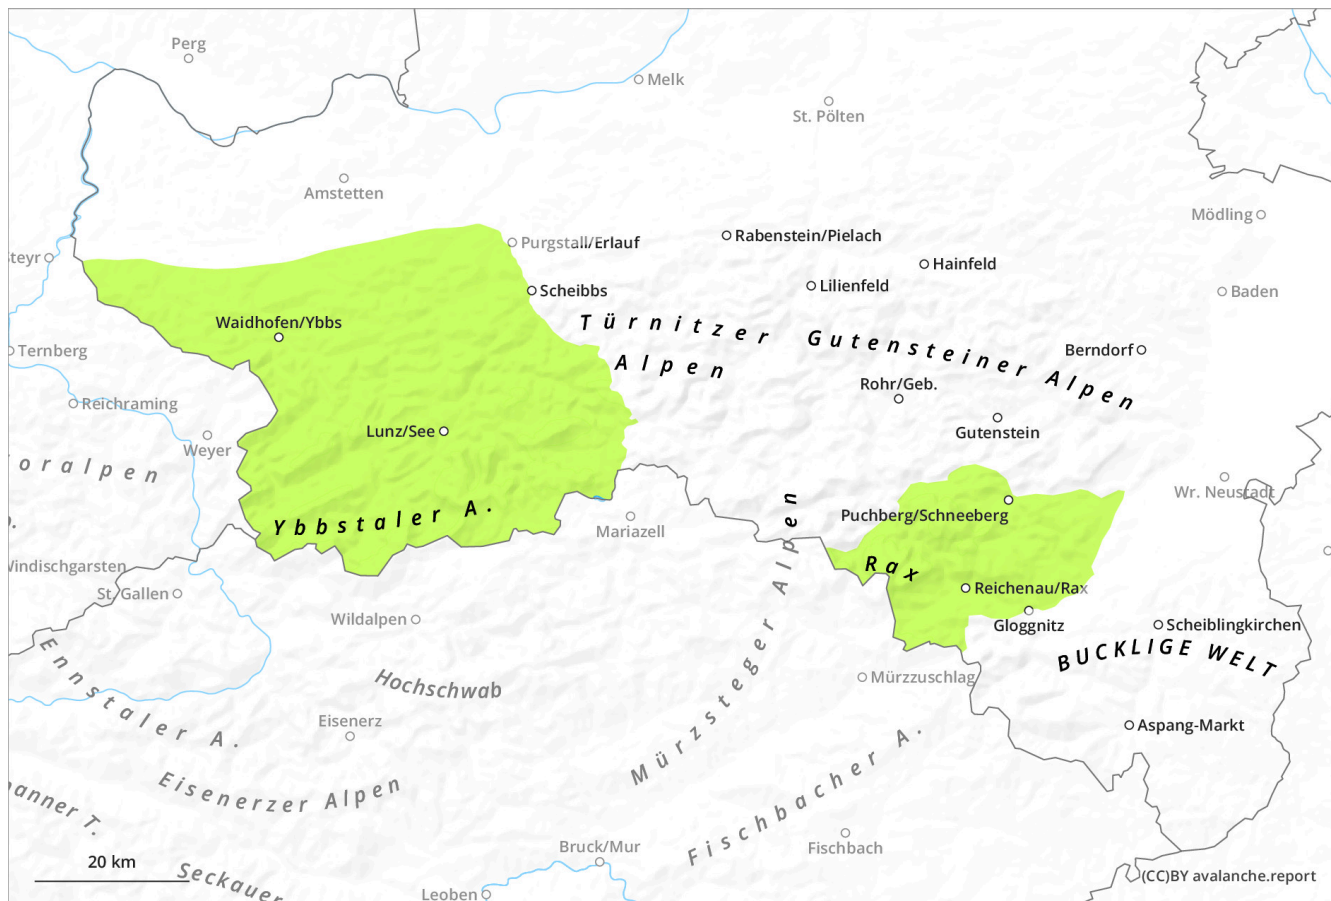 Perg
Melk
St. Pölten
Amstetten
Mödling
Purgstall/Erlauf
Rabenstein/Pielach
Hainfeld
Steyr
Scheibbs
Lilienfeld
Baden
Waidhofen/Ybbs
Türnitzer Alpen
Gutensteiner Alpen
Ternberg
Berndorf
Rohr/Geb.
Reichraming
Gutenstein
Lunz/See
Weyer
oralpen
Wr. Neustadt
Ybbstaler A.
Puchberg/Schneeberg
Mariazell
Rax
Windischgarsten
St. Gallen
Reichenau/Rax
Wildalpen
Gloggnitz
Scheiblingkirchen
BUCKLIGE WELT
Ennstaler A.
Hochschwab
Mürzsteger Alpen
Mürzzuschlag
Eisenerz
Aspang-Markt
Eisenerzer Alpen
Fischbacher A.
anner T.
Fischbach
Bruck/Mur
20 km
Seckauer
Leoben
(CC)BY avalanche.report